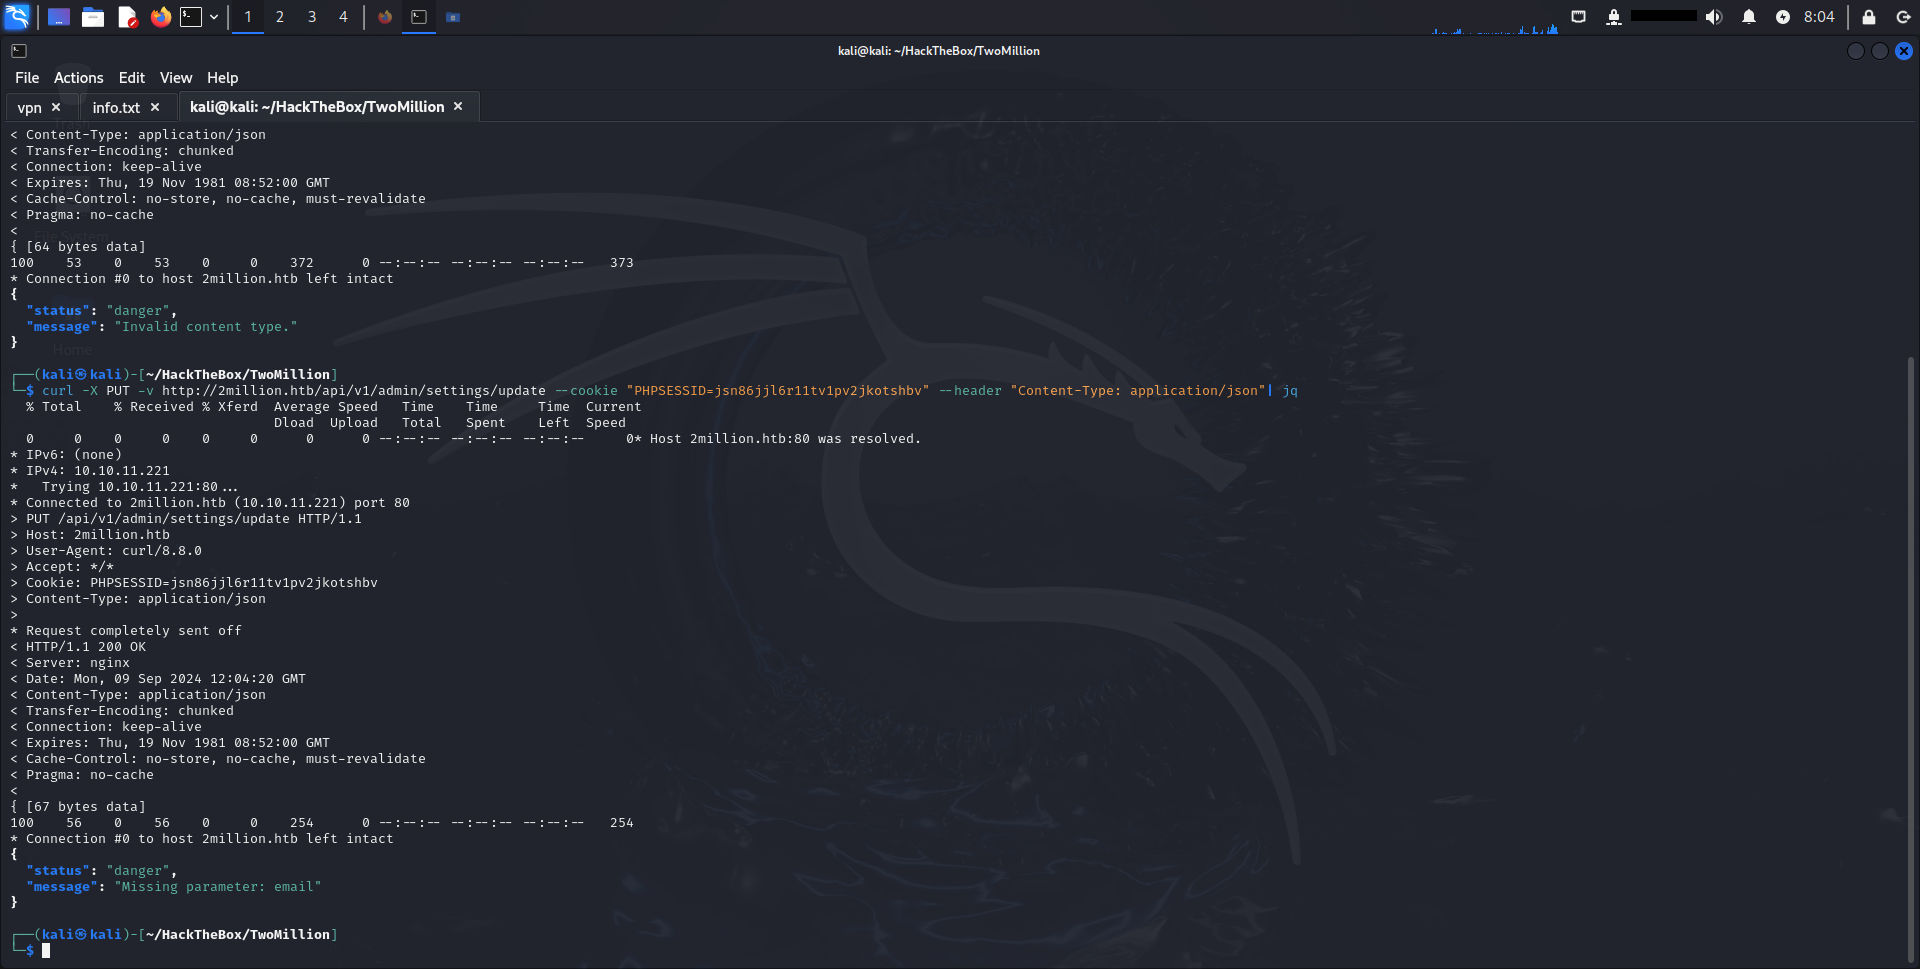 1 2 3 4 8:04
kali@kali: ~/HackTheBox/TwoMillion
File Actions Edit View Help
vpn × info.txt × kali@kali: ~/HackTheBox/TwoMillion ×
Trash
< Content-Type: application/json
< Transfer-Encoding: chunked
< Connection: keep-alive
< Expires: Thu, 19 Nov 1981 08:52:00 GMT
< Cache-Control: no-store, no-cache, must-revalidate
< Pragma: no-cache
<
File System
{ [64 bytes data]
100    53    0    53    0     0    372      0 --:--:-- --:--:-- --:--:--   373
* Connection #0 to host 2million.htb left intact
{
  "status": "danger",
  "message": "Invalid content type."
}
Home
┌──(kali㉿kali)-[~/HackTheBox/TwoMillion]
└─$ curl -X PUT -v http://2million.htb/api/v1/admin/settings/update --cookie "PHPSESSID=jsn86jjl6r11tv1pv2jkotshbv" --header "Content-Type: application/json"| jq
  % Total    % Received % Xferd  Average Speed   Time    Time     Time  Current
                                 Dload  Upload   Total   Spent    Left  Speed
  0     0    0     0    0     0      0      0 --:--:-- --:--:-- --:--:--     0* Host 2million.htb:80 was resolved.
* IPv6: (none)
* IPv4: 10.10.11.221
*   Trying 10.10.11.221:80...
* Connected to 2million.htb (10.10.11.221) port 80
> PUT /api/v1/admin/settings/update HTTP/1.1
> Host: 2million.htb
> User-Agent: curl/8.8.0
> Accept: */*
> Cookie: PHPSESSID=jsn86jjl6r11tv1pv2jkotshbv
> Content-Type: application/json
>
* Request completely sent off
< HTTP/1.1 200 OK
< Server: nginx
< Date: Mon, 09 Sep 2024 12:04:20 GMT
< Content-Type: application/json
< Transfer-Encoding: chunked
< Connection: keep-alive
< Expires: Thu, 19 Nov 1981 08:52:00 GMT
< Cache-Control: no-store, no-cache, must-revalidate
< Pragma: no-cache
<
{ [67 bytes data]
100    56    0    56    0     0    254      0 --:--:-- --:--:-- --:--:--   254
* Connection #0 to host 2million.htb left intact
{
  "status": "danger",
  "message": "Missing parameter: email"
}
┌──(kali㉿kali)-[~/HackTheBox/TwoMillion]
└─$